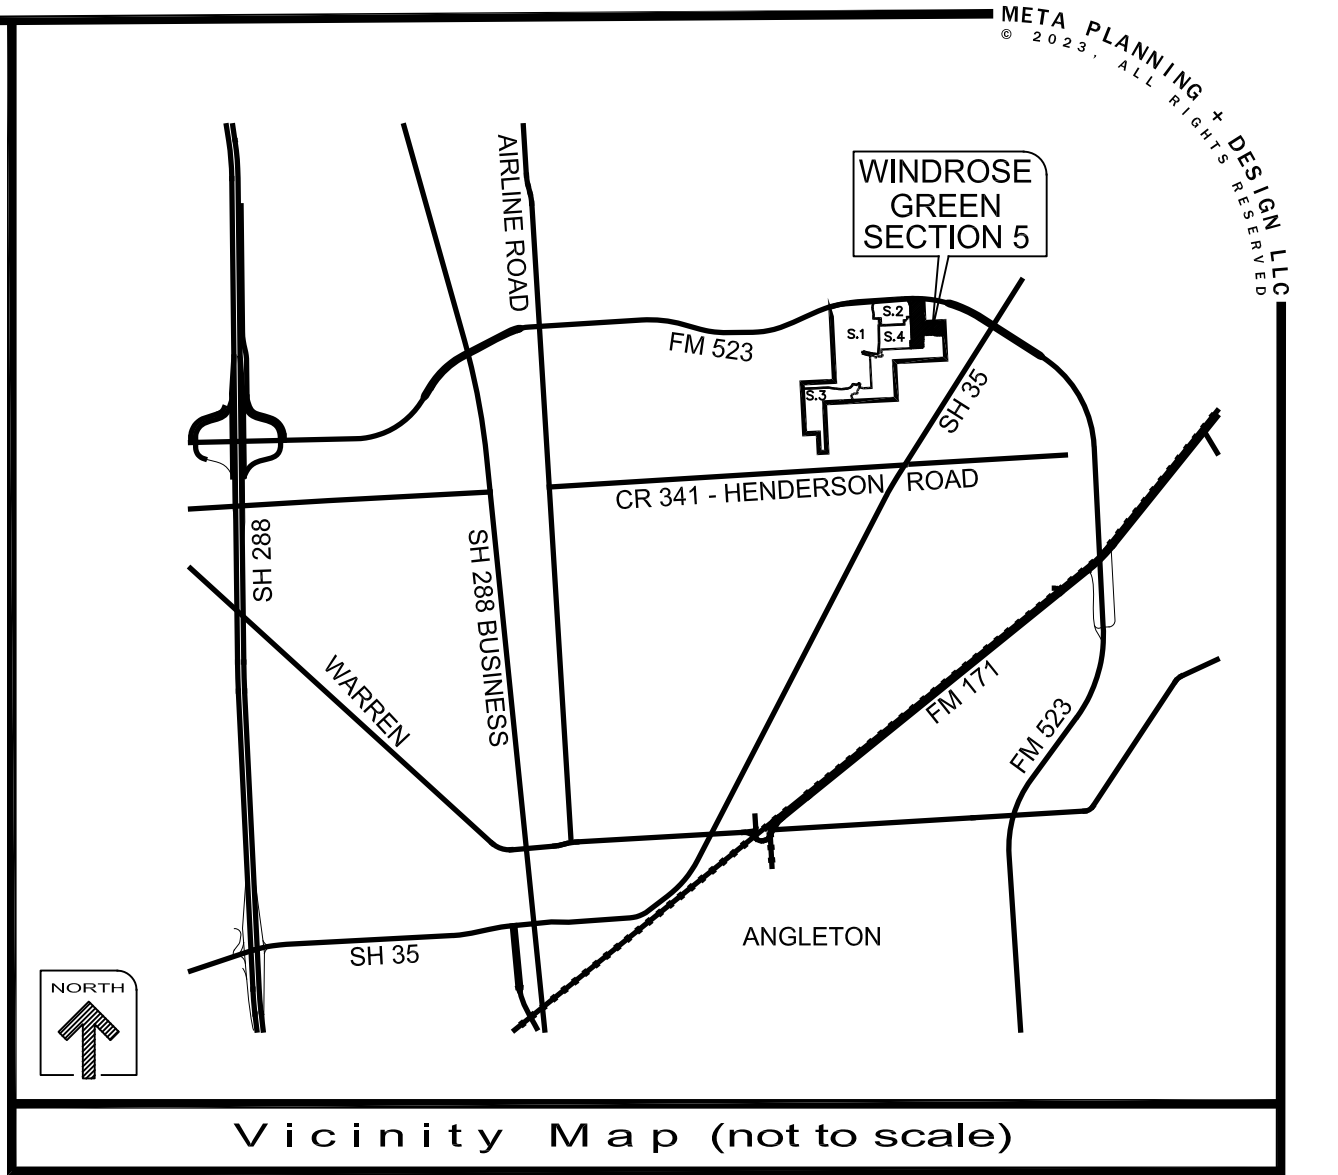 META PLANNING + DESIGN LLC
© 2023, ALL RIGHTS RESERVED
AIRLINE ROAD
WINDROSE
GREEN
SECTION 5
S.2
S.1
S.4
FM 523
S.3
SH 35
CR 341 - HENDERSON ROAD
SH 288
SH 288 BUSINESS
WARREN
FM 171
FM 523
ANGLETON
SH 35
NORTH
Vicinity Map (not to scale)